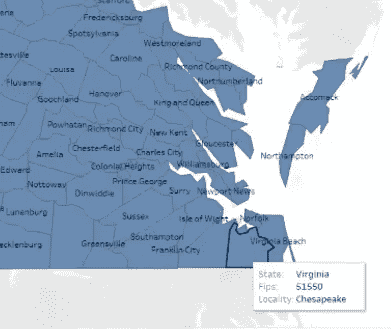 Stafford
Fredericksburg
Westmoreland
Spotsylvania
Caroline
Richmond County
Louisa
Northumberland
Fluvanna
Hanover
Accomack
Goochland
King and Queen
Powhatan
Richmond City
New Kent
Gloucester
Chesterfield
Charles City
Amelia
Northampton
Colonial Heights
Williamsburg
Edward
Prince George
Nottoway
Dinwiddie
Surry
Newport News
Lunenburg
Sussex
Isle of Wight
Norfolk
Southampton
Virginia Beach
ecklenburg
Greensville
Franklin City
State: Virginia
Fips: 51550
Locality: Chesapeake